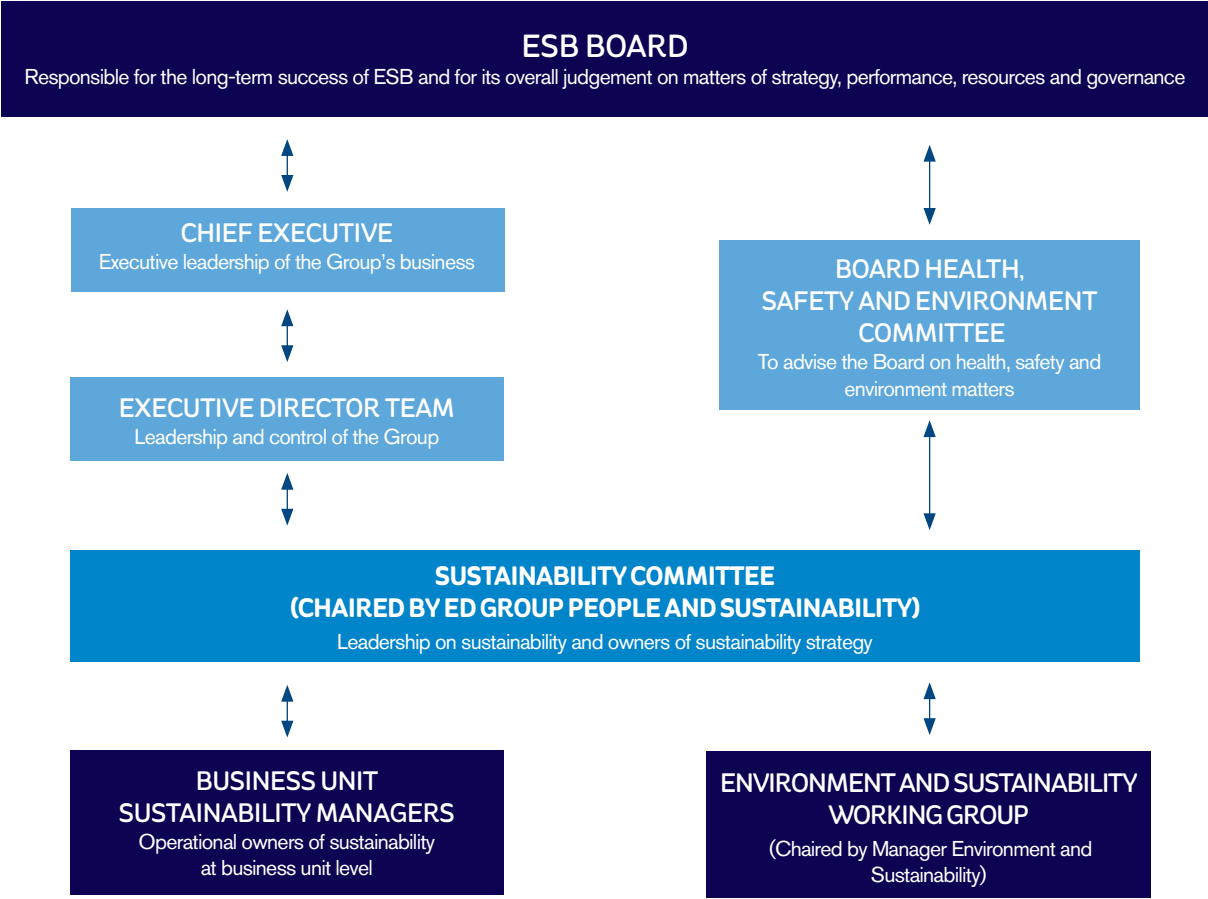 ESB BOARD
Responsible for the long-term success of ESB and for its overall judgement on matters of strategy, performance, resources and governance
CHIEF EXECUTIVE
Executive leadership of the Group's business
EXECUTIVE DIRECTOR TEAM
Leadership and control of the Group
BOARD HEALTH,
SAFETY AND ENVIRONMENT
COMMITTEE
To advise the Board on health, safety and
environment matters
SUSTAINABILITY COMMITTEE
(CHAIRED BY ED GROUP PEOPLE AND SUSTAINABILITY)
Leadership on sustainability and owners of sustainability strategy
BUSINESS UNIT
SUSTAINABILITY MANAGERS
Operational owners of sustainability
at business unit level
ENVIRONMENT AND SUSTAINABILITY
WORKING GROUP
(Chaired by Manager Environment and
Sustainability)